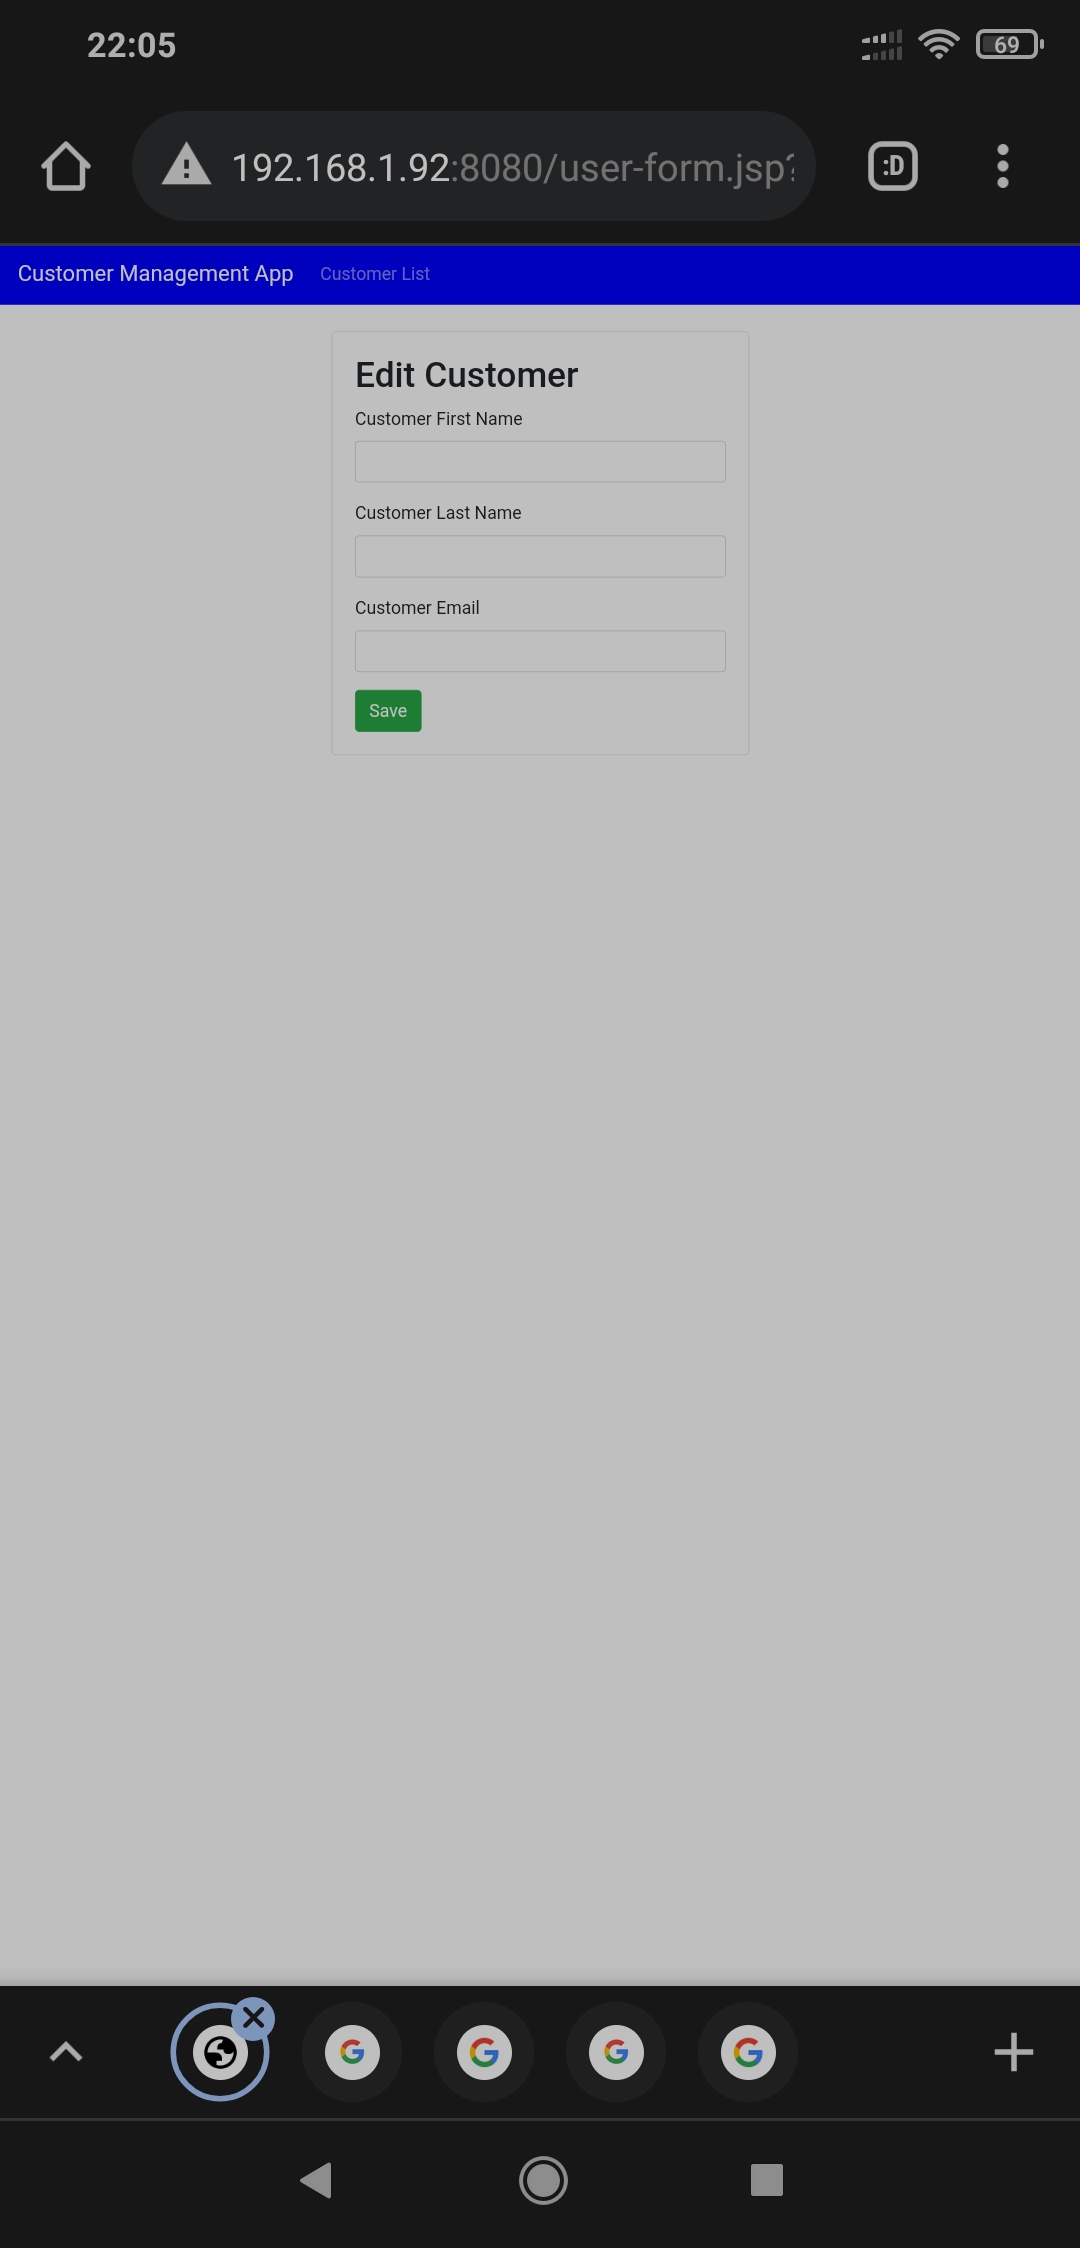 22:05
69
192.168.1.92:8080/user-form.jsp?
:D
Customer Management App Customer List
Edit Customer
Customer First Name
Customer Last Name
Customer Email
Save